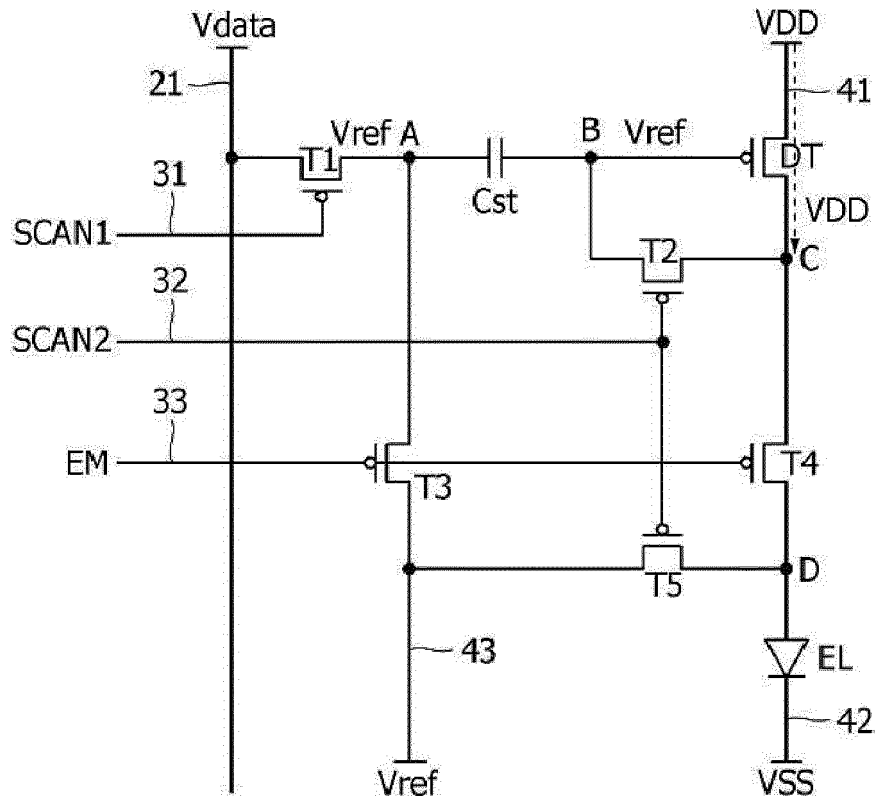 Vdata
VDD
21
41
Vref
A
B
Vref
T1
DT
31
Cst
VDD
SCAN1
T2
C
32
SCAN2
33
EM
T3
T4
T5
D
43
EL
42
Vref
VSS